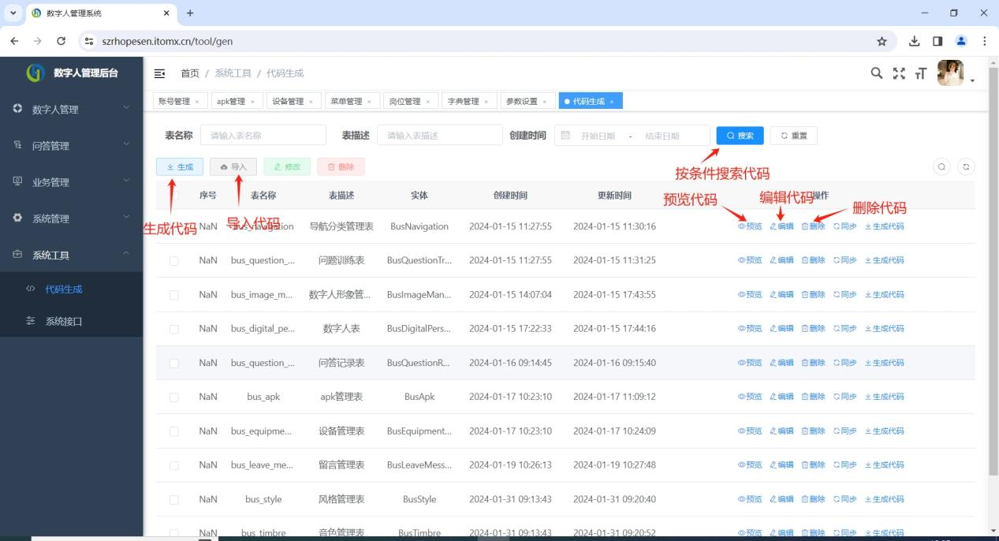 数字人管理系统
szrhopesen.itomx.cn/tool/gen
数字人管理后台
首页 / 系统工具 / 代码生成
账号管理 × apk管理 × 设备管理 × 菜单管理 × 岗位管理 × 字典管理 × 参数设置 × 代码生成 ×
数字人管理
问答管理
业务管理
系统管理
系统工具
代码生成
系统接口
表名称 请输入表名称 表描述 请输入表描述 创建时间 开始日期 - 结束日期 搜索 重置
生成 导入 修改 删除
按条件搜索代码
预览代码 编辑代码 删除代码
生成代码 导入代码
序号 表名称 表描述 实体 创建时间 更新时间 操作
NaN bus_navigation 导航分类管理表 BusNavigation 2024-01-15 11:27:55 2024-01-15 11:30:16 预览 编辑 删除 同步 生成代码
NaN bus_question_... 问题训练表 BusQuestionTr... 2024-01-15 11:27:55 2024-01-15 11:31:25 预览 编辑 删除 同步 生成代码
NaN bus_image_m... 数字人形象管... BusImageMan... 2024-01-15 14:07:04 2024-01-15 17:43:55 预览 编辑 删除 同步 生成代码
NaN bus_digital_pe... 数字人表 BusDigitalPers... 2024-01-15 17:22:33 2024-01-15 17:44:16 预览 编辑 删除 同步 生成代码
NaN bus_question_... 问答记录表 BusQuestionR... 2024-01-16 09:14:45 2024-01-16 09:15:40 预览 编辑 删除 同步 生成代码
NaN bus_apk apk管理表 BusApk 2024-01-17 10:23:10 2024-01-17 11:09:12 预览 编辑 删除 同步 生成代码
NaN bus_equipme... 设备管理表 BusEquipment... 2024-01-17 10:23:10 2024-01-17 10:24:09 预览 编辑 删除 同步 生成代码
NaN bus_leave_me... 留言管理表 BusLeaveMess... 2024-01-19 10:26:13 2024-01-19 10:27:48 预览 编辑 删除 同步 生成代码
NaN bus_style 风格管理表 BusStyle 2024-01-31 09:13:43 2024-01-31 09:20:40 预览 编辑 删除 同步 生成代码
NaN bus_timbre 音色管理表 BusTimbre 2024-01-31 09:13:43 2024-01-31 09:20:52 预览 编辑 删除 同步 生成代码